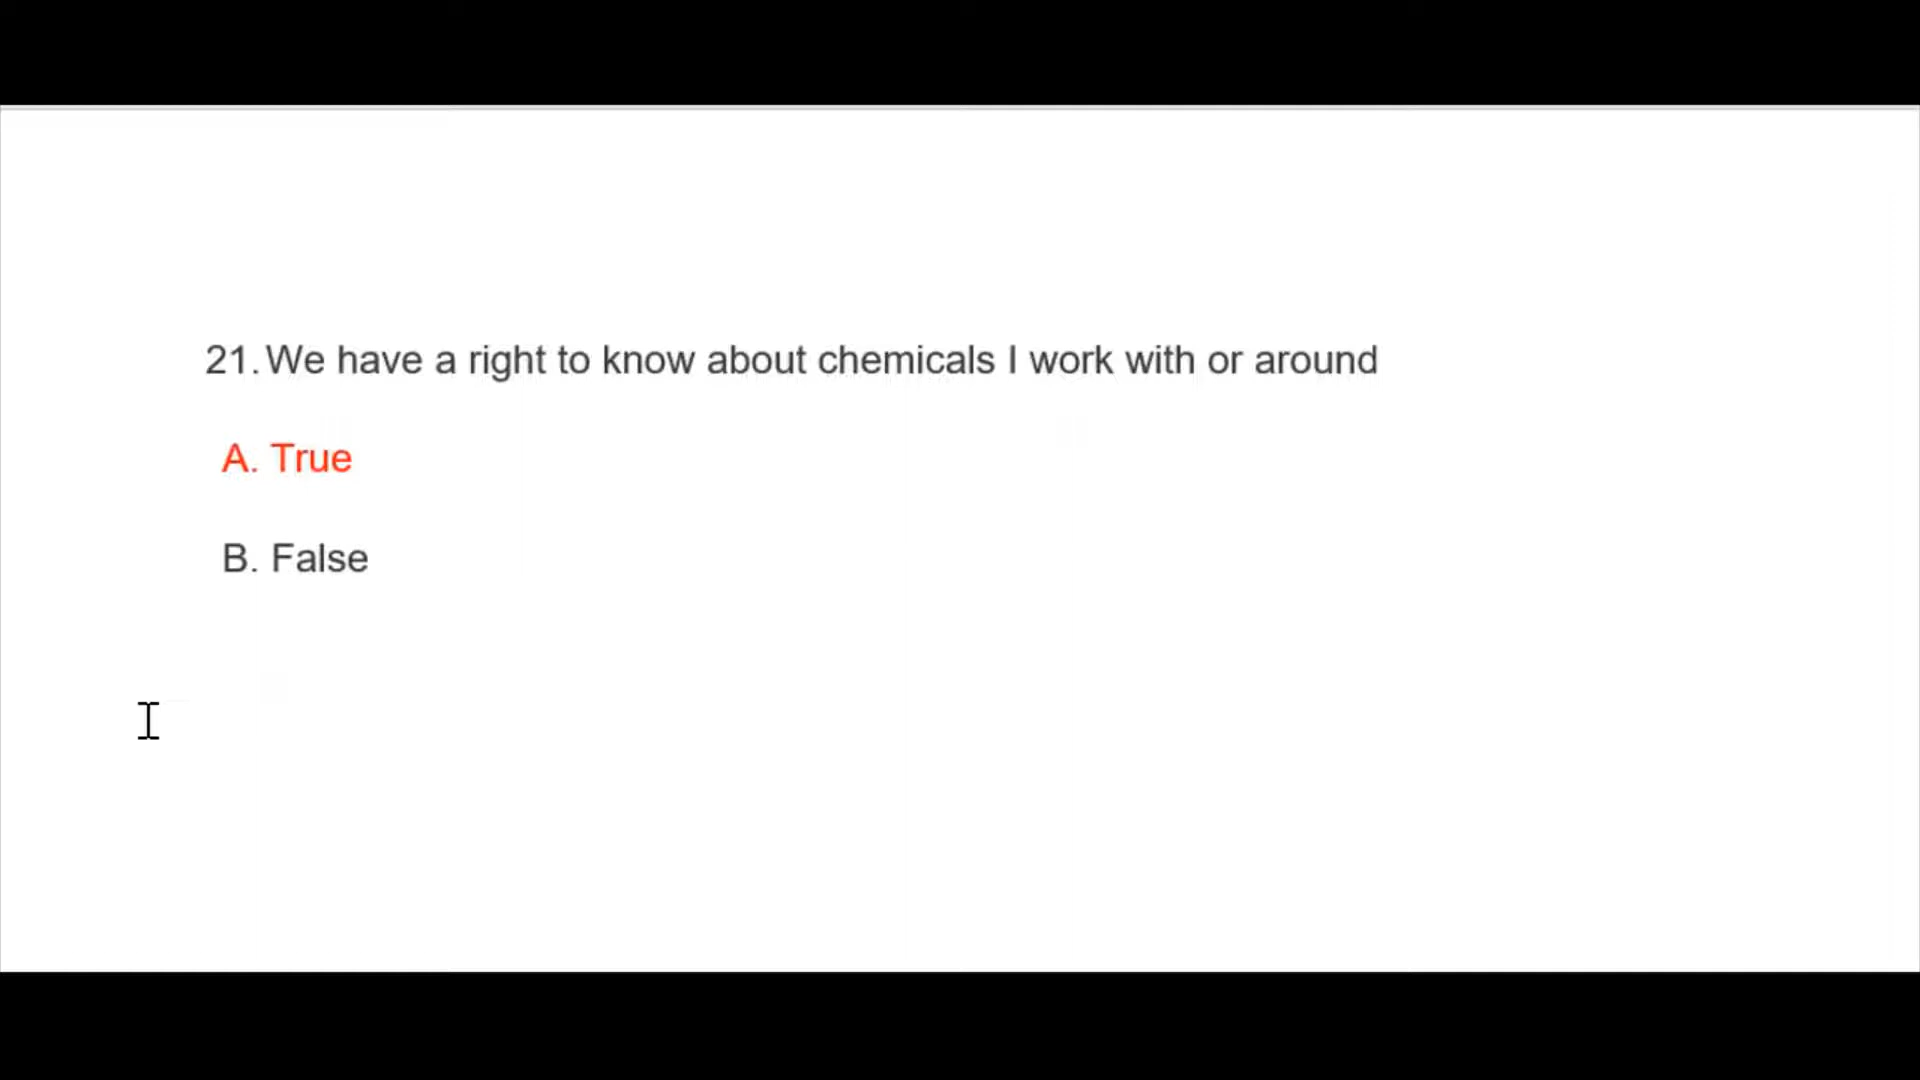 21. We have a right to know about chemicals I work with or around
A. True
B. False